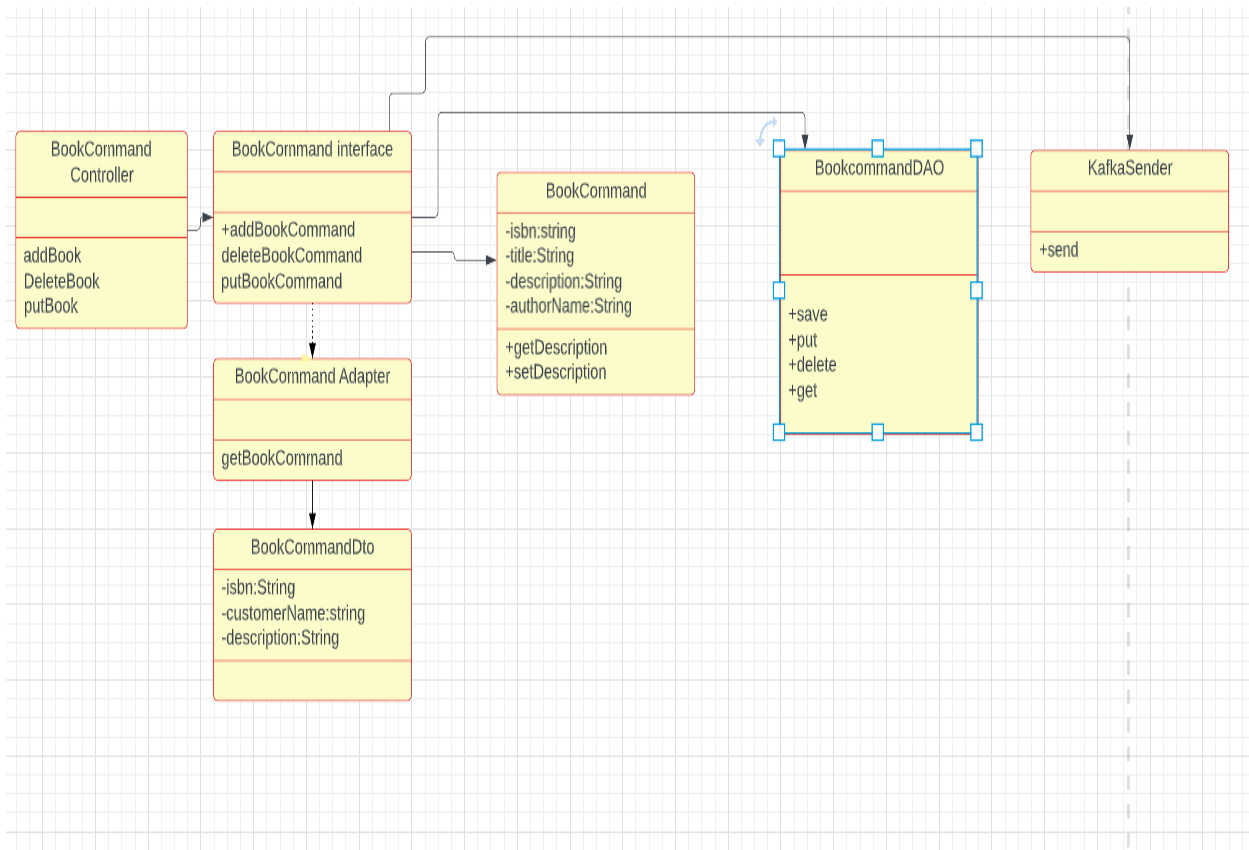 BookCommand
Controller
addBook
DeleteBook
putBook
BookCommand interface
+addBookCommand
deleteBookCommand
putBookCommand
BookCommand Adapter
getBookCommand
BookCommandDto
-isbn:String
-customerName:string
-description:String
BookCommand
-isbn:string
-title:String
-description:String
-authorName:String
+getDescription
+setDescription
BookcommandDAO
+save
+put
+delete
+get
KafkaSender
+send